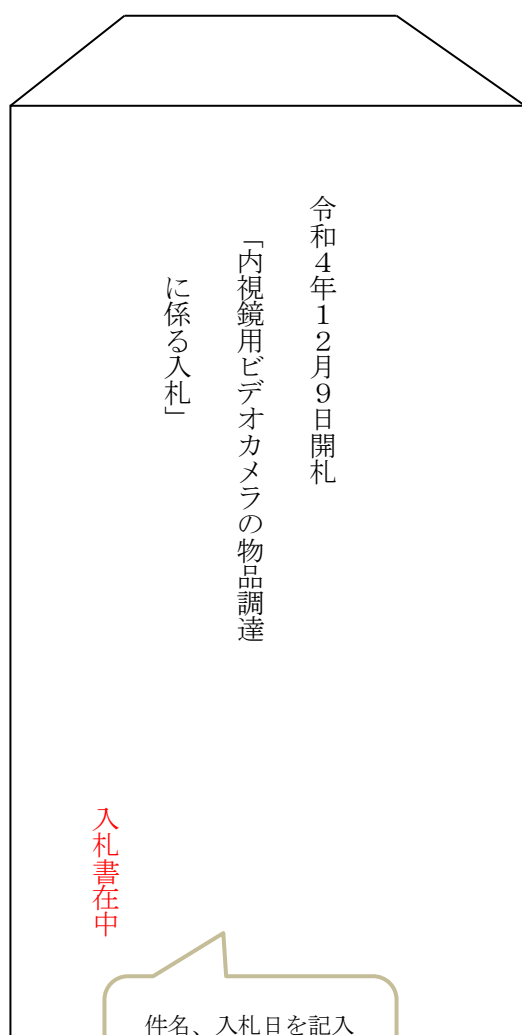 令和４年１２月９日開札
「内視鏡用ビデオカメラの物品調達
に係る入札」
入札書在中
件名、入札日を記入